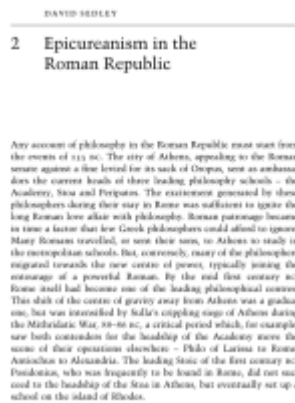 DAVID SEDLEY
2 Epicureanism in the
Roman Republic
Any account of philosophy in the Roman Republic must start from
the events of 155 BC. The city of Athens, appealing to the Roman
senate against a fine levied for its sack of Oropus, sent as ambassa
dors the current heads of three leading philosophy schools – the
Academy, Stoa and Peripatos. The excitement generated by these
philosophers during their stay in Rome was sufficient to ignite the
long Roman love affair with philosophy. Roman patronage became
in time a factor that few Greek philosophers could afford to ignore
Many Romans travelled, or sent their sons, to Athens to study in
the metropolitan schools. But, conversely, many of the philosophers
migrated towards the new centre of power, typically joining the
entourage of a powerful Roman. By the mid first century BC
Rome itself had become one of the leading philosophical centres
This shift of the centre of gravity away from Athens was a gradual
one, but was intensified by Sulla's crippling siege of Athens during
the Mithridatic War, 88–86 BC, a critical period which, for example
saw both contenders for the headship of the Academy move the
scene of their operations elsewhere – Philo of Larissa to Rome
Antiochus to Alexandria. The leading Stoic of the first century BC
Posidonius, who was frequently to be found in Rome, did not suc
ceed to the headship of the Stoa in Athens, but eventually set up a
school on the island of Rhodes.